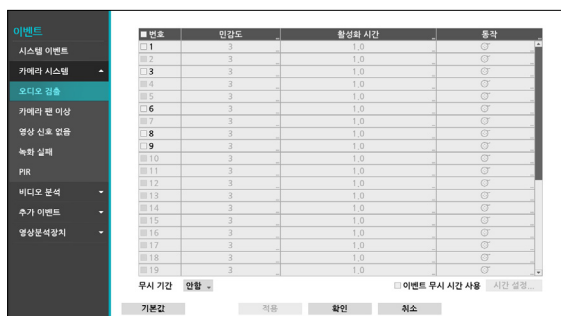 이벤트
시스템 이벤트
카메라 시스템
오디오 검출
카메라 팬 이상
영상 신호 없음
녹화 실패
PIR
비디오 분석
추가 이벤트
영상분석장치
번호 인감도 활성화 시간 동작
1 3 1.0
2 3 1.0
3 3 1.0
4 3 1.0
5 3 1.0
6 3 1.0
7 3 1.0
8 3 1.0
9 3 1.0
10 3 1.0
11 3 1.0
12 3 1.0
13 3 1.0
14 3 1.0
15 3 1.0
16 3 1.0
17 3 1.0
18 3 1.0
19 3 1.0
무시 기간 안함 이벤트 무시 시간 사용 시간 설정...
기본값 적용 확인 취소